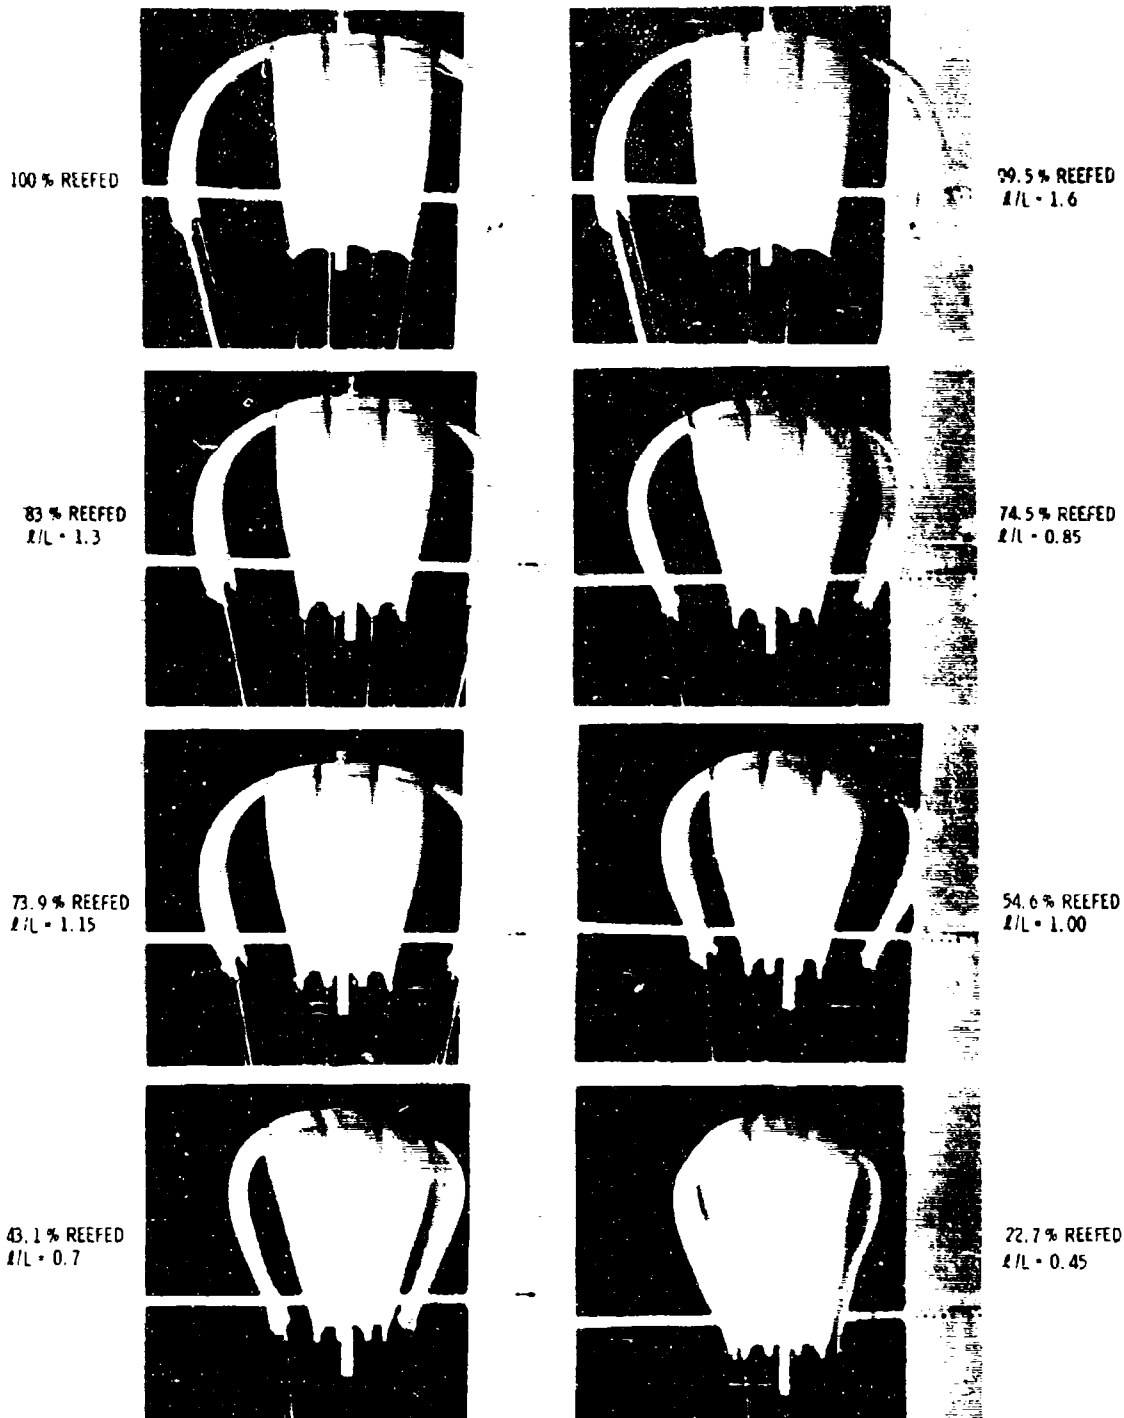 100 % REEFED
99.5 % REEFED
ℓ/L = 1.6
83 % REEFED
ℓ/L = 1.3
74.5 % REEFED
ℓ/L = 0.85
73.9 % REEFED
ℓ/L = 1.15
54.6 % REEFED
ℓ/L = 1.00
43.1 % REEFED
ℓ/L = 0.7
22.7 % REEFED
ℓ/L = 0.45